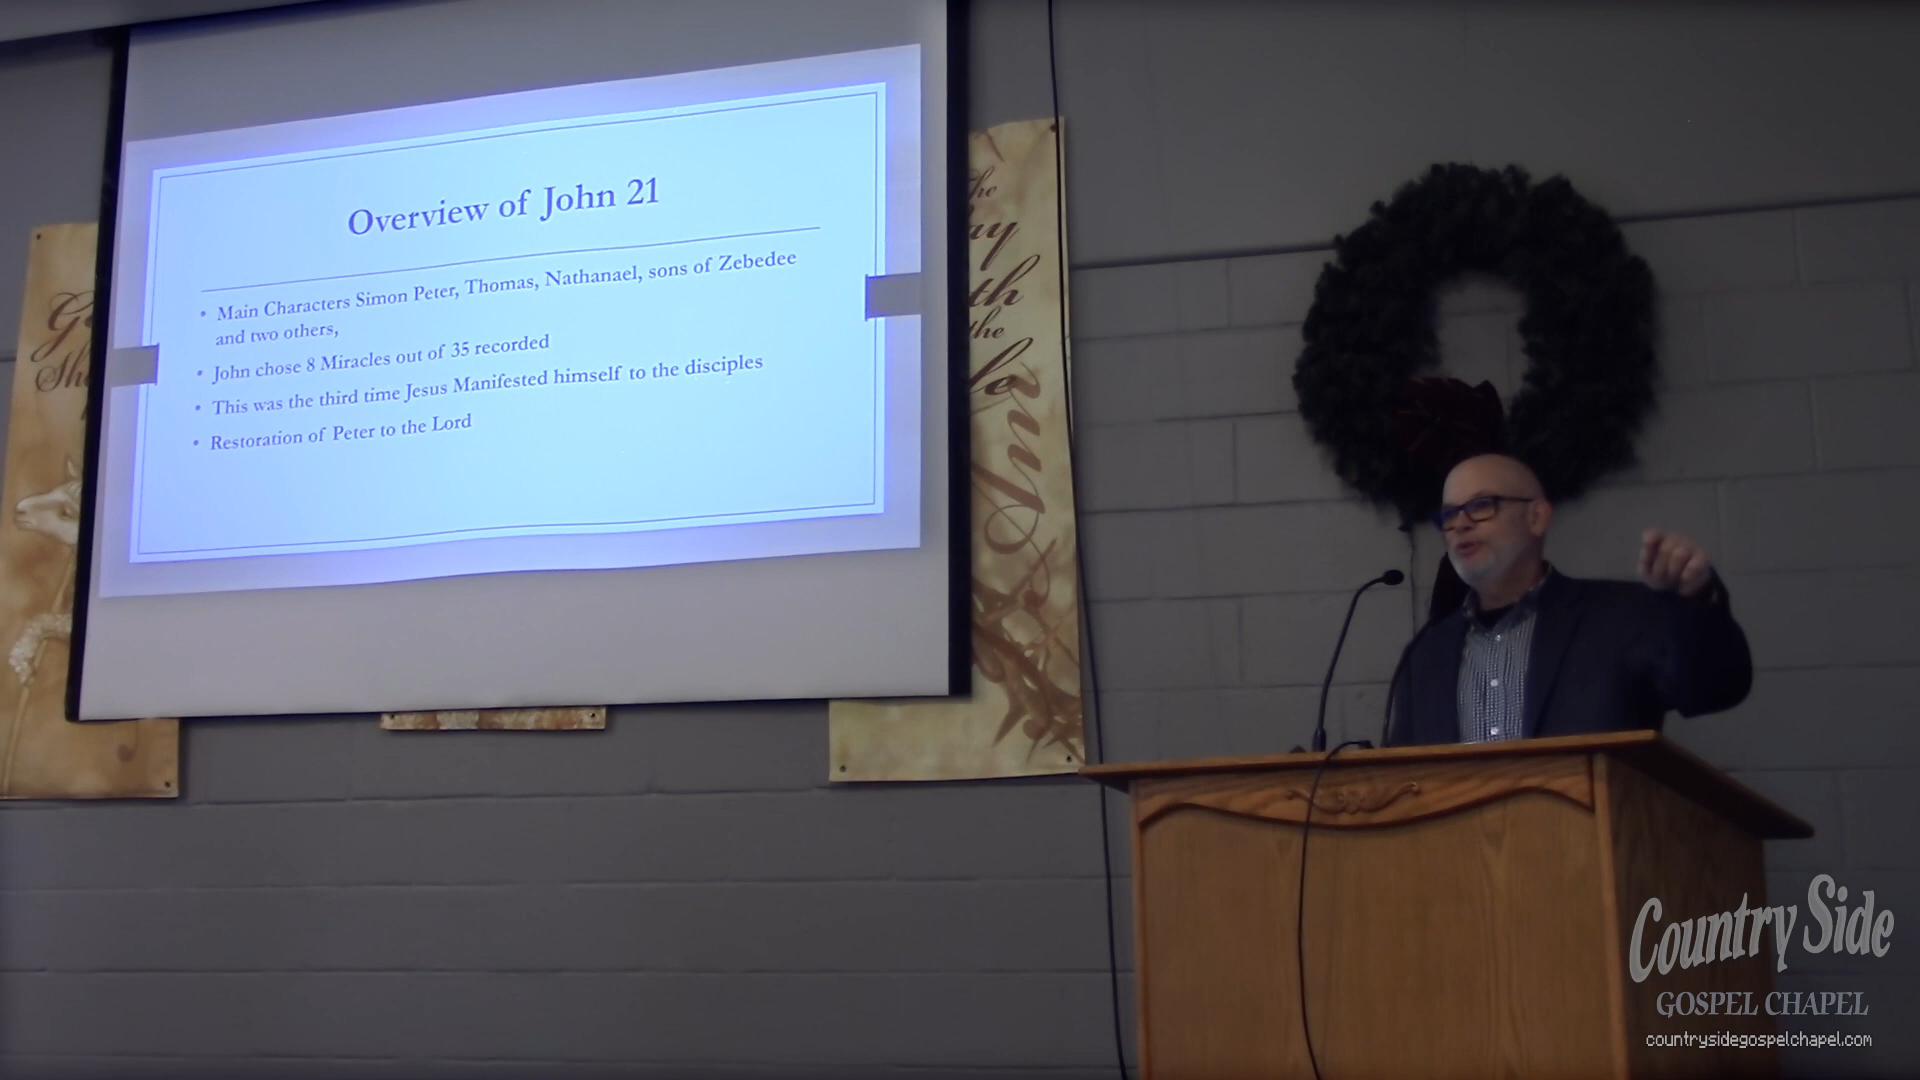 Overview of John 21
• Main Characters Simon Peter, Thomas, Nathanael, sons of Zebedee
and two others,
• John chose 8 Miracles out of 35 recorded
• This was the third time Jesus Manifested himself to the disciples
• Restoration of Peter to the Lord
the
Country Side
GOSPEL CHAPEL
countrysidegospelchapel.com